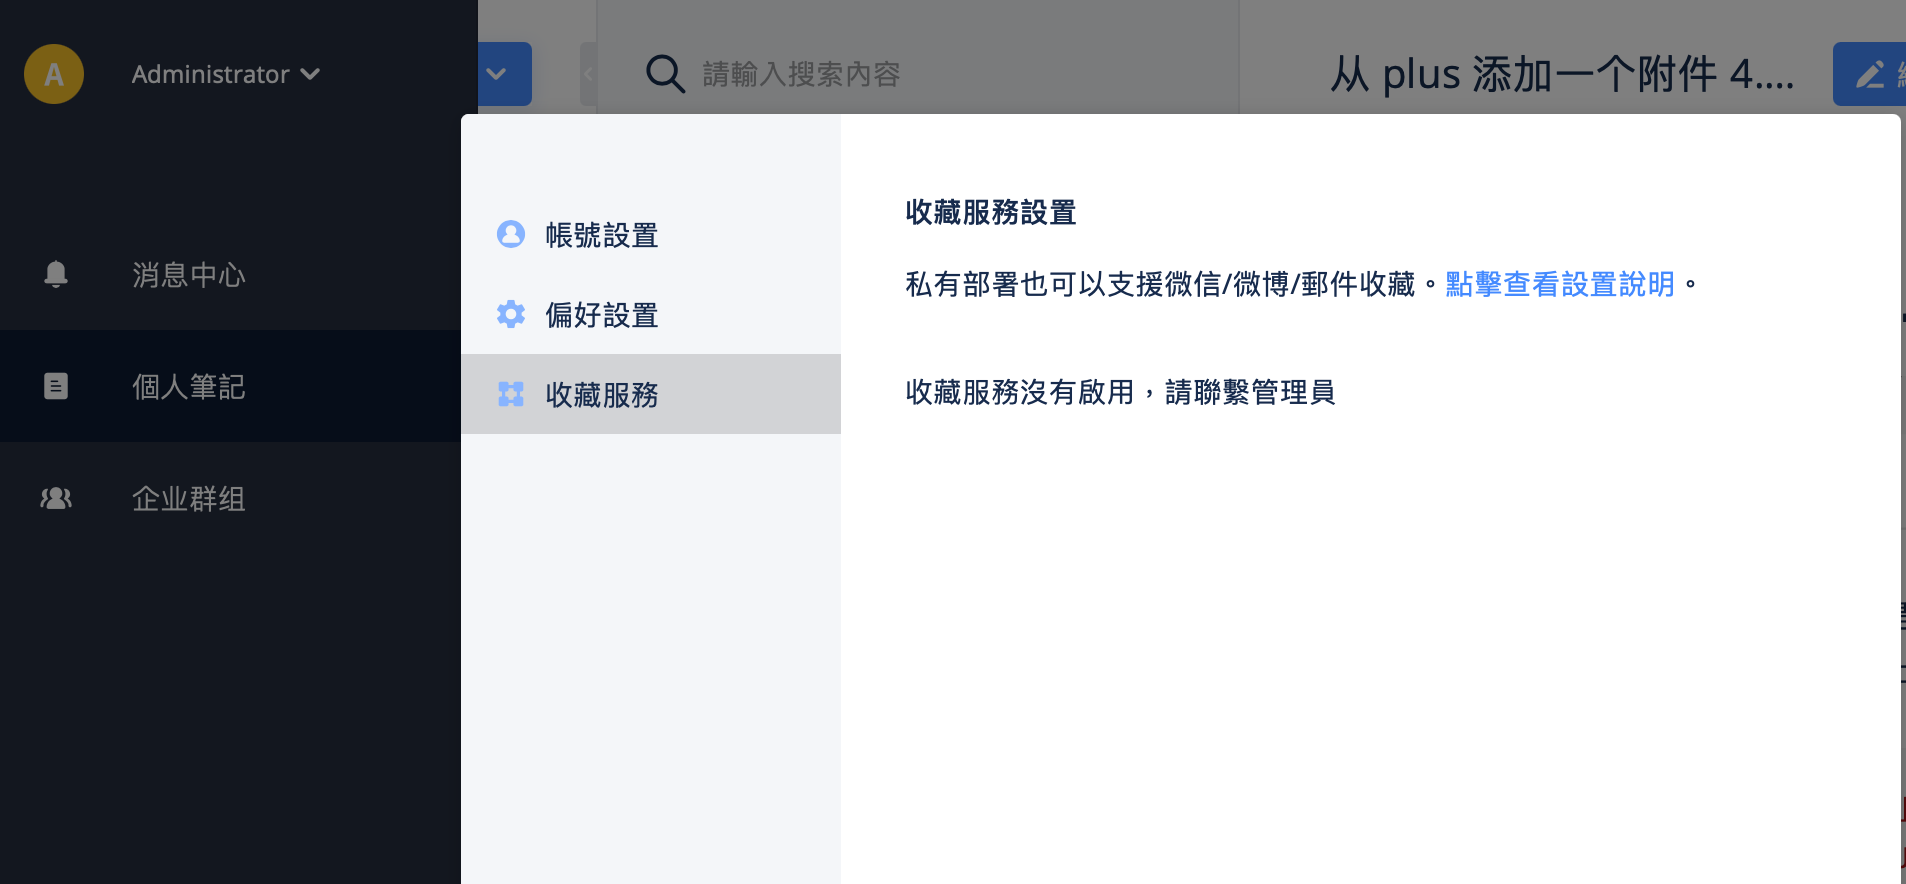 A
Administrator
請輸入搜索內容
从 plus 添加一个附件 4....
消息中心
個人筆記
企业群组
帳號設置
偏好設置
收藏服務
收藏服務設置
私有部署也可以支援微信/微博/郵件收藏。點擊查看設置說明。
收藏服務沒有啟用，請聯繫管理員